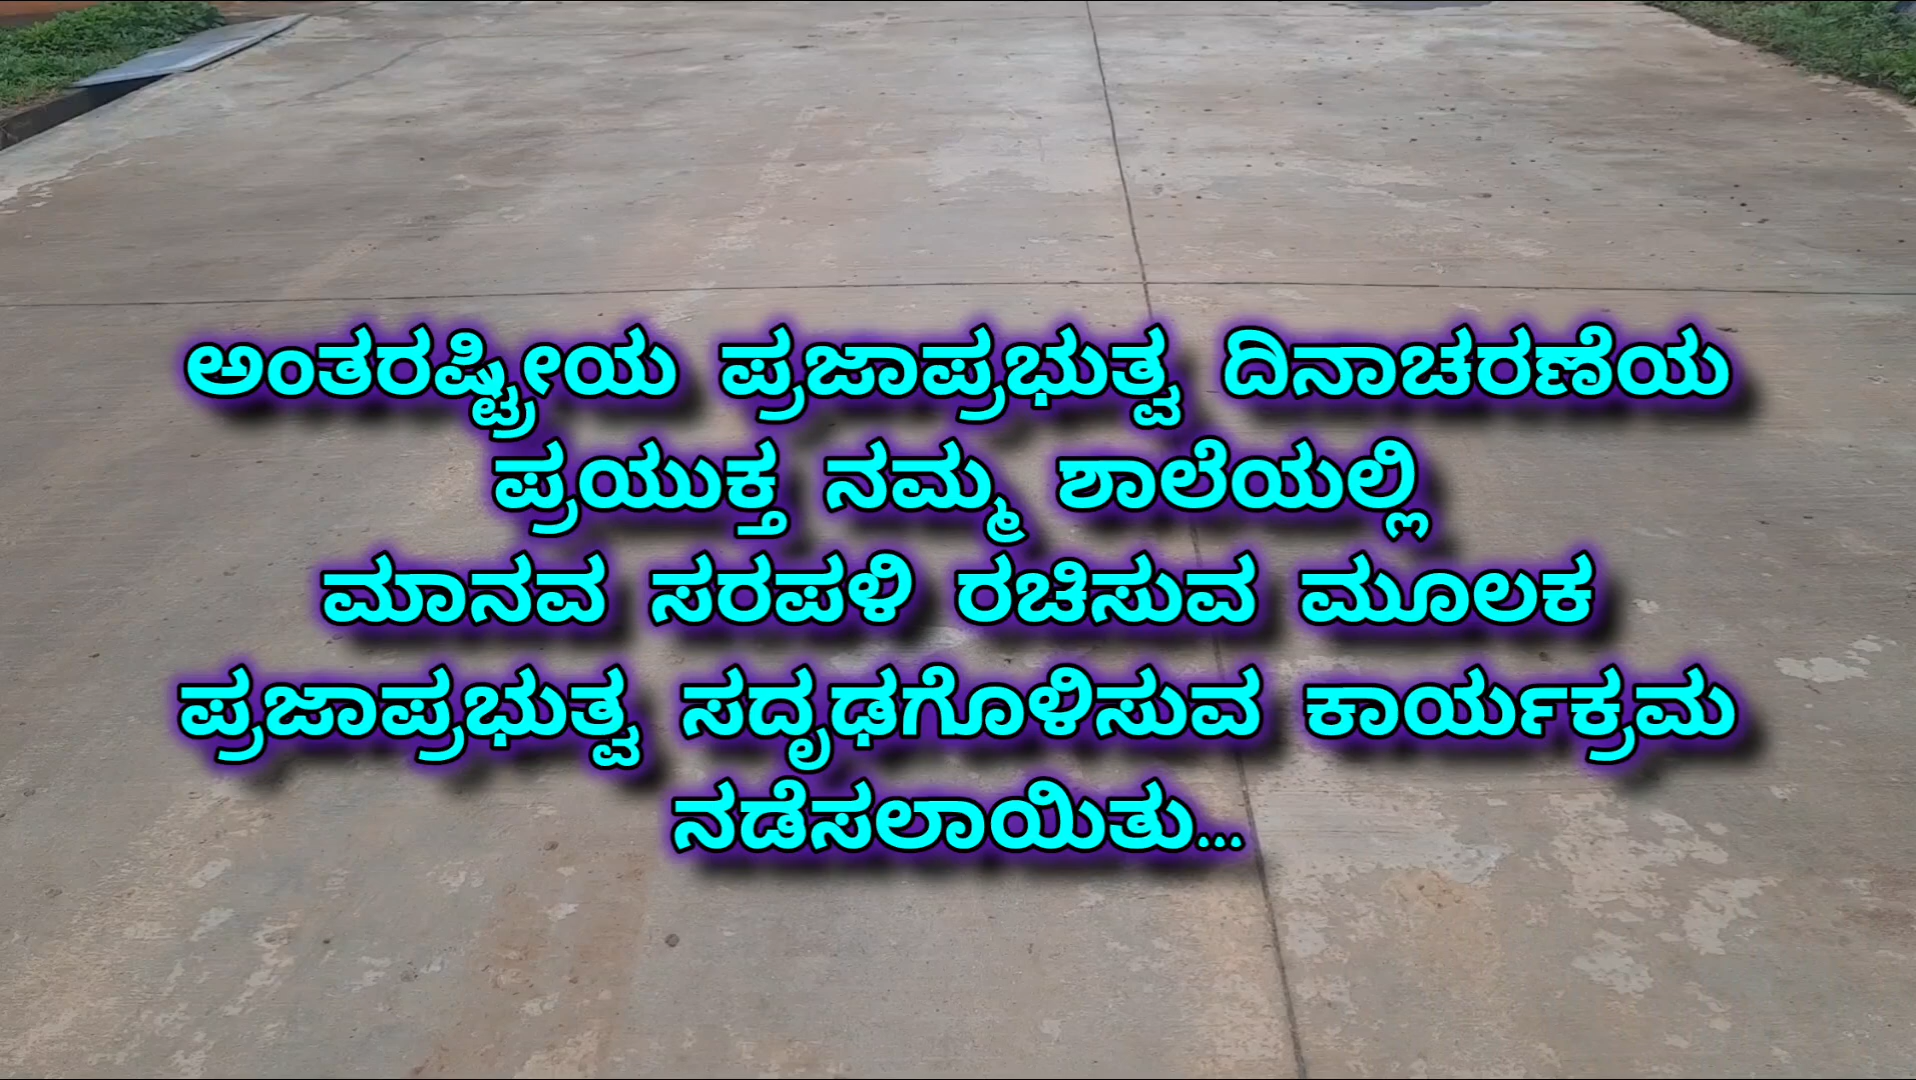 ಅಂತರಷ್ಟ್ರೀಯ ಪ್ರಜಾಪ್ರಭುತ್ವ ದಿನಾಚರಣೆಯ
ಪ್ರಯುಕ್ತ ನಮ್ಮ ಶಾಲೆಯಲ್ಲಿ
ಮಾನವ ಸರಪಳಿ ರಚಿಸುವ ಮೂಲಕ
ಪ್ರಜಾಪ್ರಭುತ್ವ ಸದೃಢಗೊಳಿಸುವ ಕಾರ್ಯಕ್ರಮ
ನಡೆಸಲಾಯಿತು...